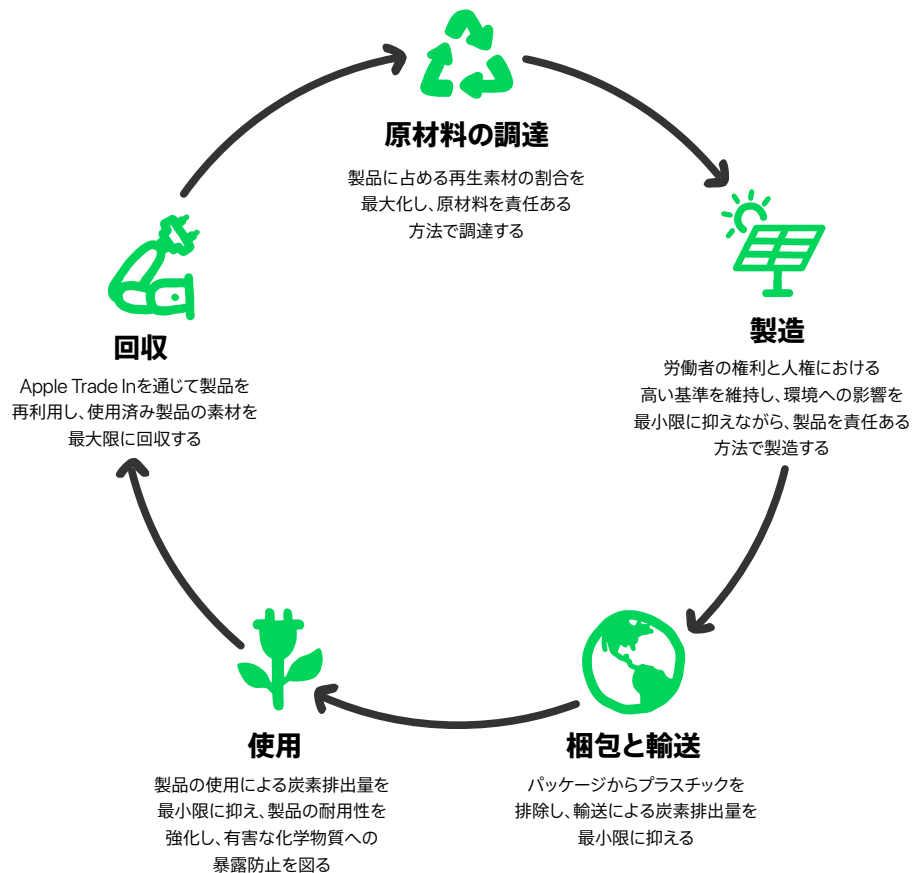 原材料の調達
製品に占める再生素材の割合を
最大化し、原材料を責任ある
方法で調達する
製造
労働者の権利と人権における
高い基準を維持し、環境への影響を
最小限に抑えながら、製品を責任ある
方法で製造する
梱包と輸送
パッケージからプラスチックを
排除し、輸送による炭素排出量を
最小限に抑える
使用
製品の使用による炭素排出量を
最小限に抑え、製品の耐用性を
強化し、有害な化学物質への
暴露防止を図る
回収
Apple Trade Inを通じて製品を
再利用し、使用済み製品の素材を
最大限に回収する